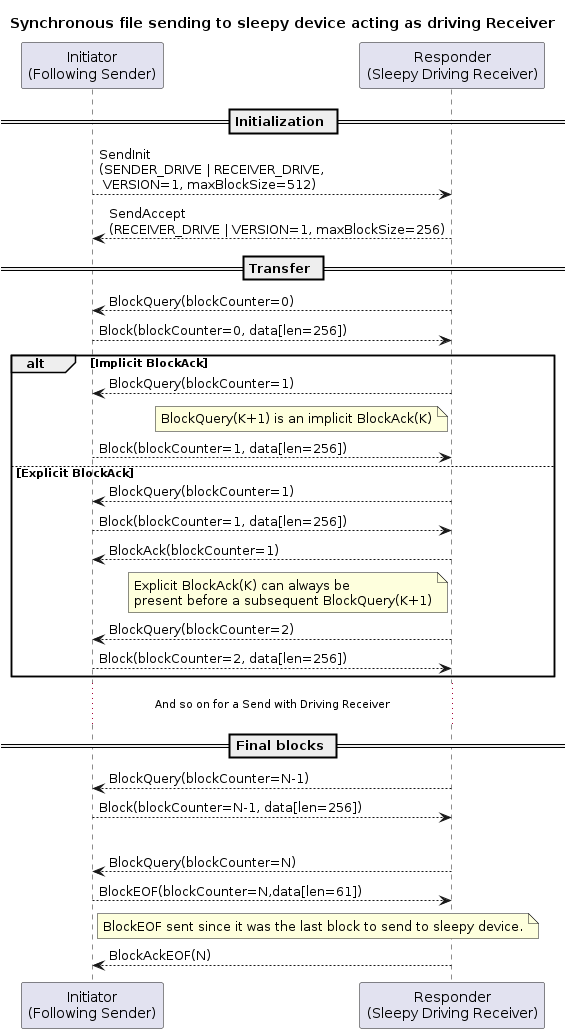 Synchronous file sending to sleepy device acting as driving Receiver
Initiator
(Following Sender)
Responder
(Sleepy Driving Receiver)
Initialization
SendInit
(SENDER_DRIVE | RECEIVER_DRIVE,
VERSION=1, maxBlockSize=512)
SendAccept
(RECEIVER_DRIVE | VERSION=1, maxBlockSize=256)
Transfer
BlockQuery(blockCounter=0)
Block(blockCounter=0, data[len=256])
alt [Implicit BlockAck]
BlockQuery(blockCounter=1)
BlockQuery(K+1) is an implicit BlockAck(K)
Block(blockCounter=1, data[len=256])
[Explicit BlockAck]
BlockQuery(blockCounter=1)
Block(blockCounter=1, data[len=256])
BlockAck(blockCounter=1)
Explicit BlockAck(K) can always be
present before a subsequent BlockQuery(K+1)
BlockQuery(blockCounter=2)
Block(blockCounter=2, data[len=256])
And so on for a Send with Driving Receiver
Final blocks
BlockQuery(blockCounter=N-1)
Block(blockCounter=N-1, data[len=256])
BlockQuery(blockCounter=N)
BlockEOF(blockCounter=N,data[len=61])
BlockEOF sent since it was the last block to send to sleepy device.
BlockAckEOF(N)
Initiator
(Following Sender)
Responder
(Sleepy Driving Receiver)